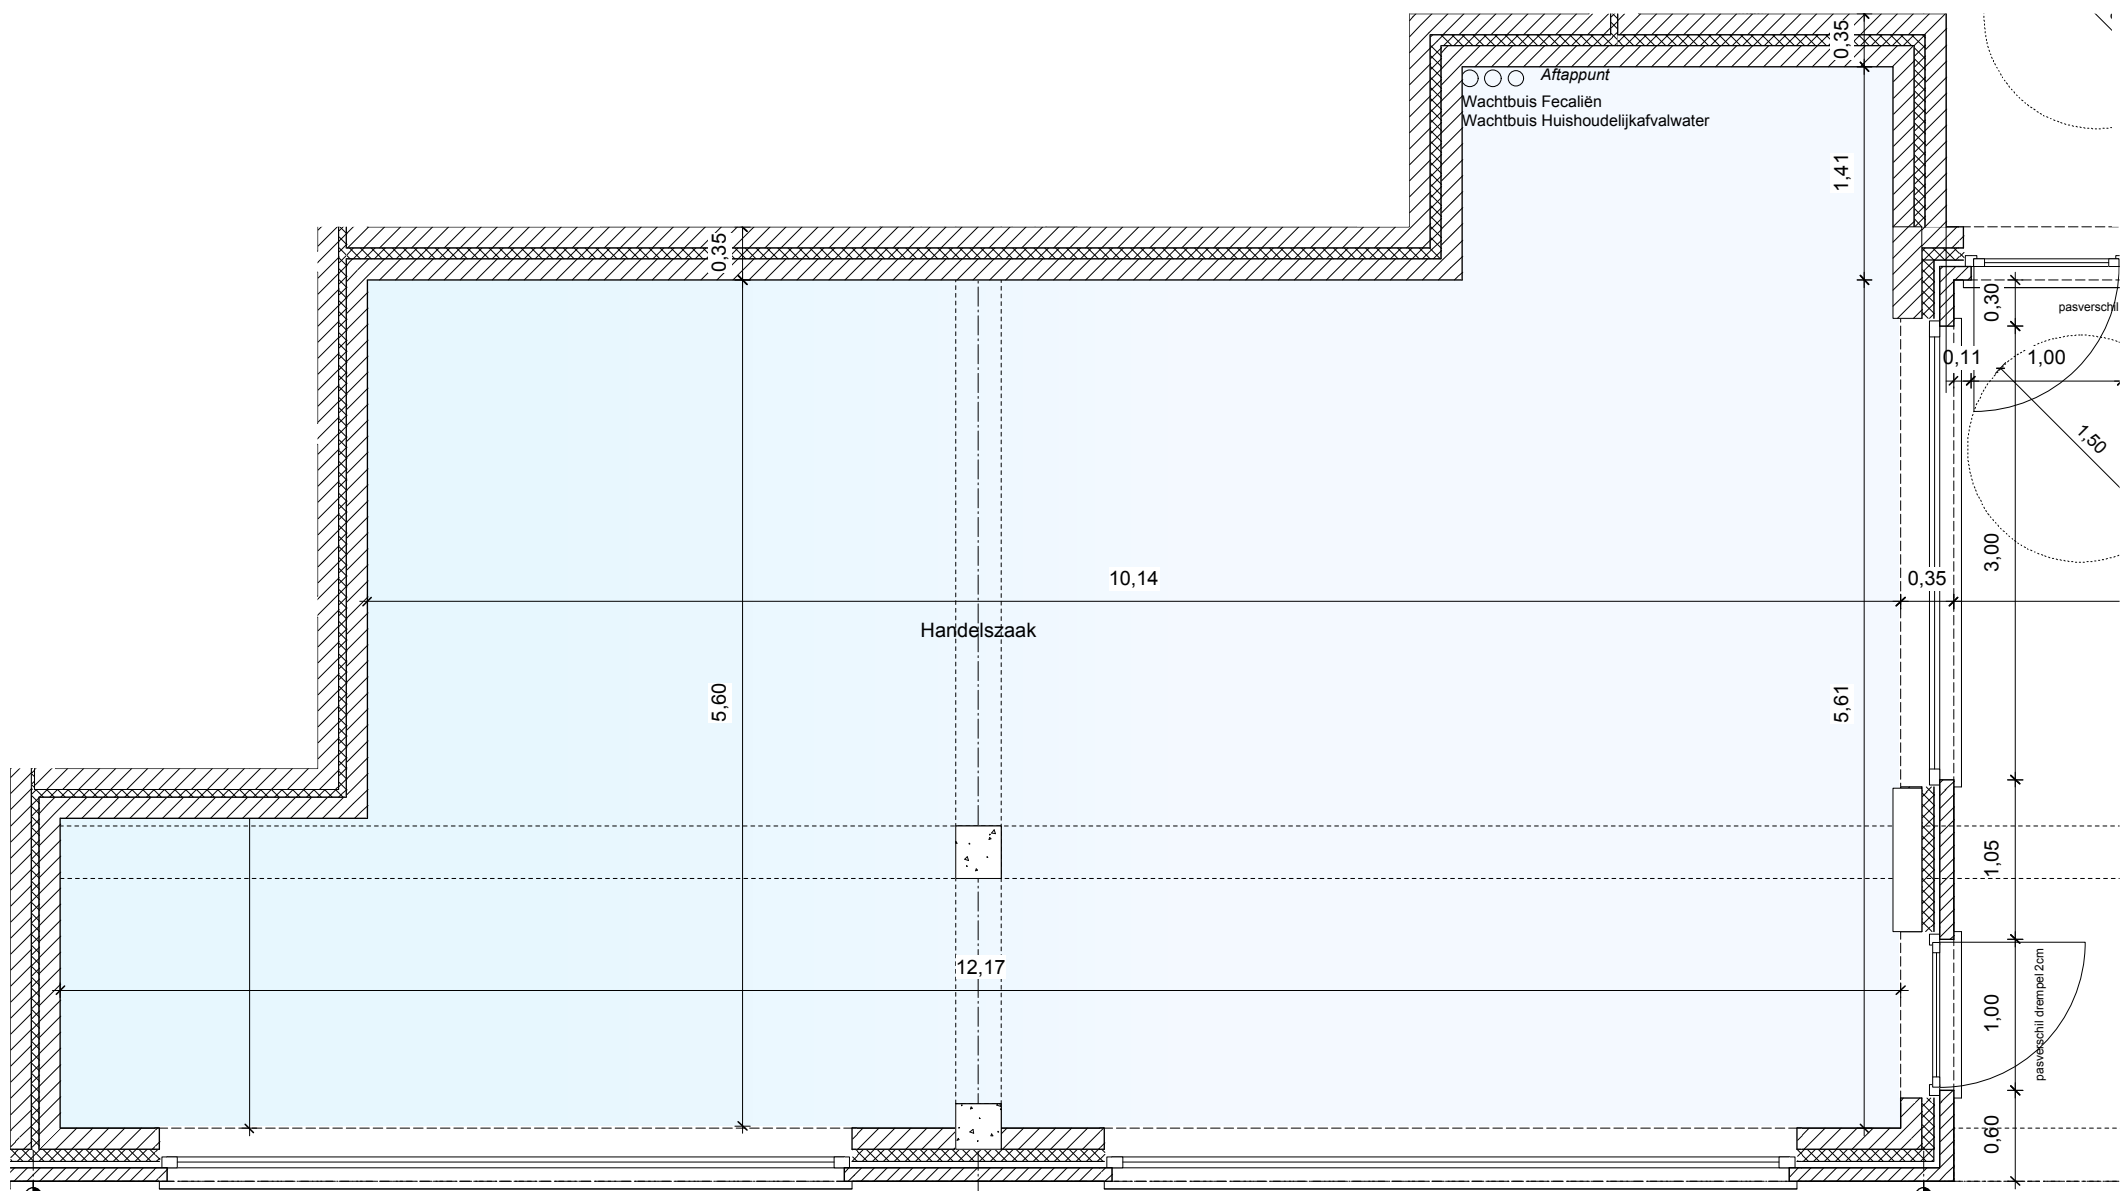 0,35
Aftappunt
Wachtbuis Fecaliën
Wachtbuis Huishoudelijkafvalwater
1,41
0,35
0,30
pasverschil
0,11
1,00
1,50
3,00
10,14
0,35
Handelszaak
5,60
5,61
1,05
12,17
1,00
pasverschil drempel 2cm
0,60